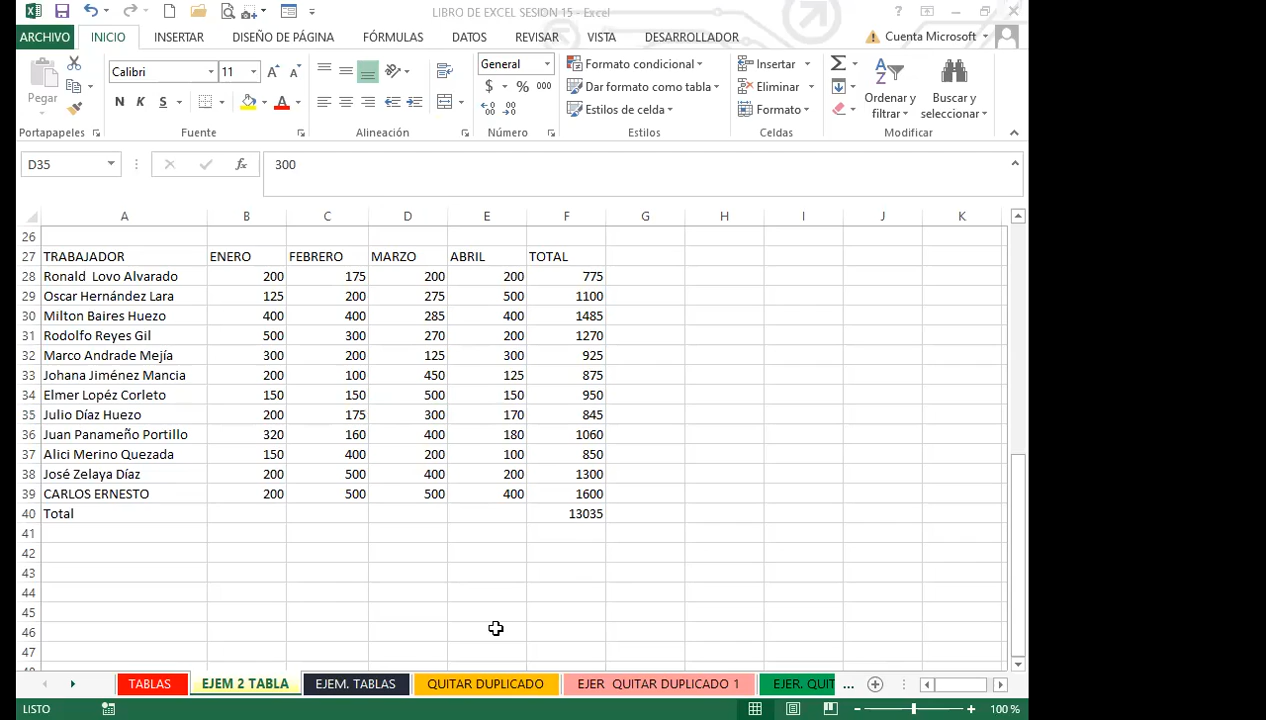 LIBRO DE EXCEL SESION 15 - Excel
?
ARCHIVO INICIO INSERTAR DISEÑO DE PÁGINA FÓRMULAS DATOS REVISAR VISTA DESARROLLADOR Cuenta Microsoft
Pegar
Calibri 11
N K S
General
$ % 000
Formato condicional
Dar formato como tabla
Estilos de celda
Insertar
Eliminar
Formato
Ordenar y filtrar
Buscar y seleccionar
Portapapeles Fuente Alineación Número Estilos Celdas Modificar
D35 fx 300
A B C D E F G H I J K
26
27 TRABAJADOR ENERO FEBRERO MARZO ABRIL TOTAL
28 Ronald  Lovo Alvarado 200 175 200 200 775
29 Oscar Hernández Lara 125 200 275 500 1100
30 Milton Baires Huezo 400 400 285 400 1485
31 Rodolfo Reyes Gil 500 300 270 200 1270
32 Marco Andrade Mejía 300 200 125 300 925
33 Johana Jiménez Mancia 200 100 450 125 875
34 Elmer Lopéz Corleto 150 150 500 150 950
35 Julio Díaz Huezo 200 175 300 170 845
36 Juan Panameño Portillo 320 160 400 180 1060
37 Alici Merino Quezada 150 400 200 100 850
38 José Zelaya Díaz 200 500 400 200 1300
39 CARLOS ERNESTO 200 500 500 400 1600
40 Total 13035
41
42
43
44
45
46
47
TABLAS EJEM 2 TABLA EJEM. TABLAS QUITAR DUPLICADO EJER  QUITAR DUPLICADO 1 EJER. QUIT ...
LISTO 100 %